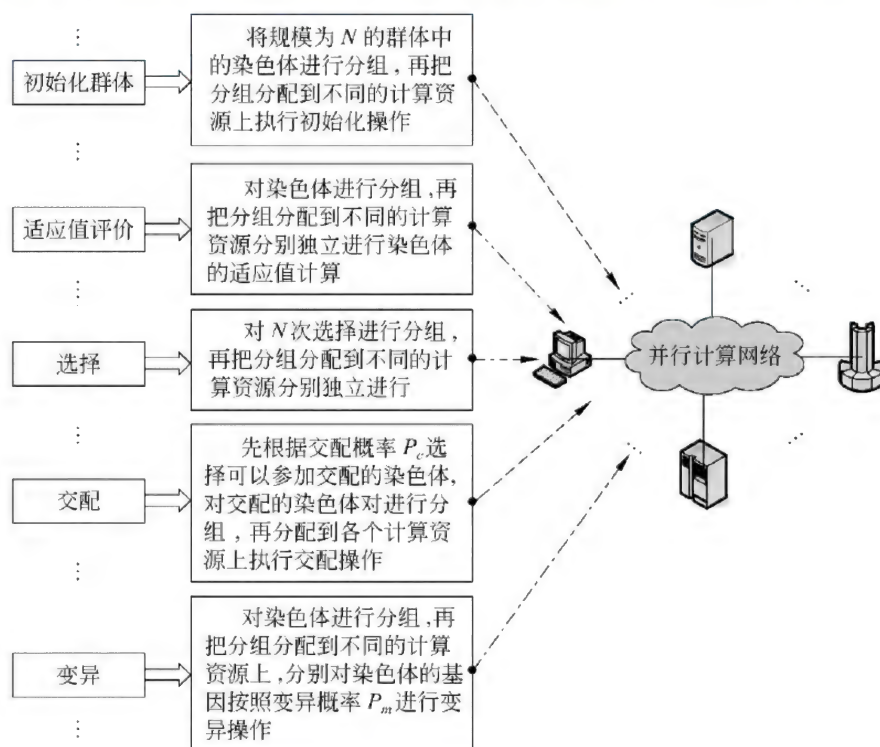 初始化群体
将规模为 N 的群体中
的染色体进行分组，再把
分组分配到不同的计算资
源上执行初始化操作
适应值评价
对染色体进行分组，再
把分组分配到不同的计算
资源分别独立进行染色体
的适应值计算
选择
对 N 次选择进行分组，
再把分组分配到不同的计
算资源分别独立进行
并行计算网络
交配
先根据交配概率 Pc 选
择可以参加交配的染色体，
对交配的染色体对进行分
组，再分配到各个计算资
源上执行交配操作
变异
对染色体进行分组，再
把分组分配到不同的计算
资源上，分别对染色体的基
因按照变异概率 Pm 进行变
异操作